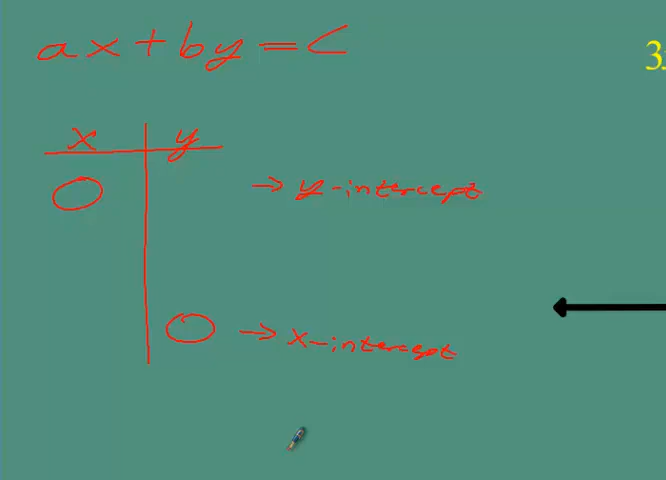 ax+by=c
x y
0 → y-intercept
0 → x-intercept